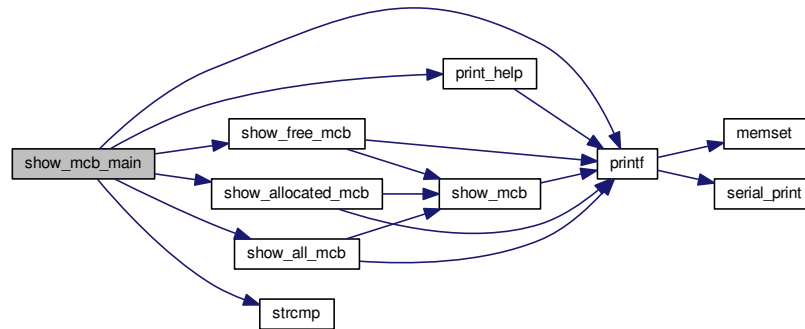 show_mcb_main
print_help
show_free_mcb
show_allocated_mcb
show_all_mcb
strcmp
show_mcb
printf
memset
serial_print